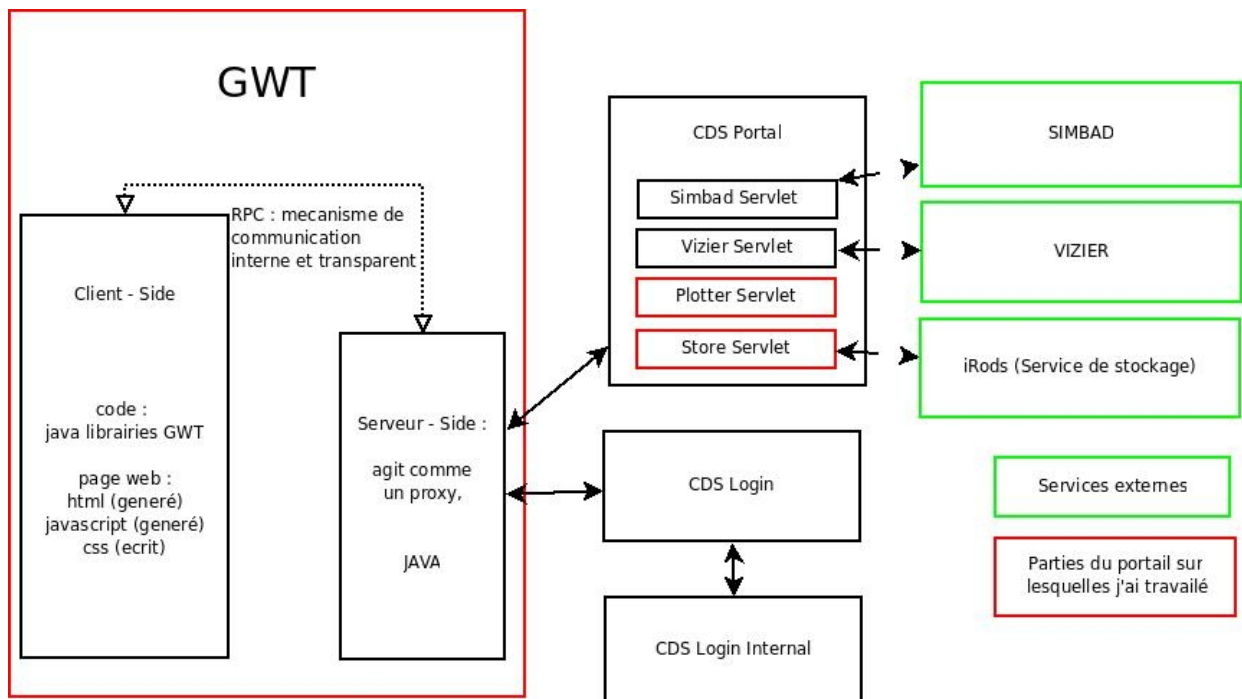 GWT
RPC : mecanisme de
communication
interne et transparent
Client - Side
code :
java librairies GWT
page web :
html (generé)
javascript (generé)
css (ecrit)
Serveur - Side :
agit comme
un proxy,
JAVA
CDS Portal
Simbad Servlet
Vizier Servlet
Plotter Servlet
Store Servlet
CDS Login
CDS Login Internal
SIMBAD
VIZIER
iRods (Service de stockage)
Services externes
Parties du portail sur
lesquelles j'ai travailé